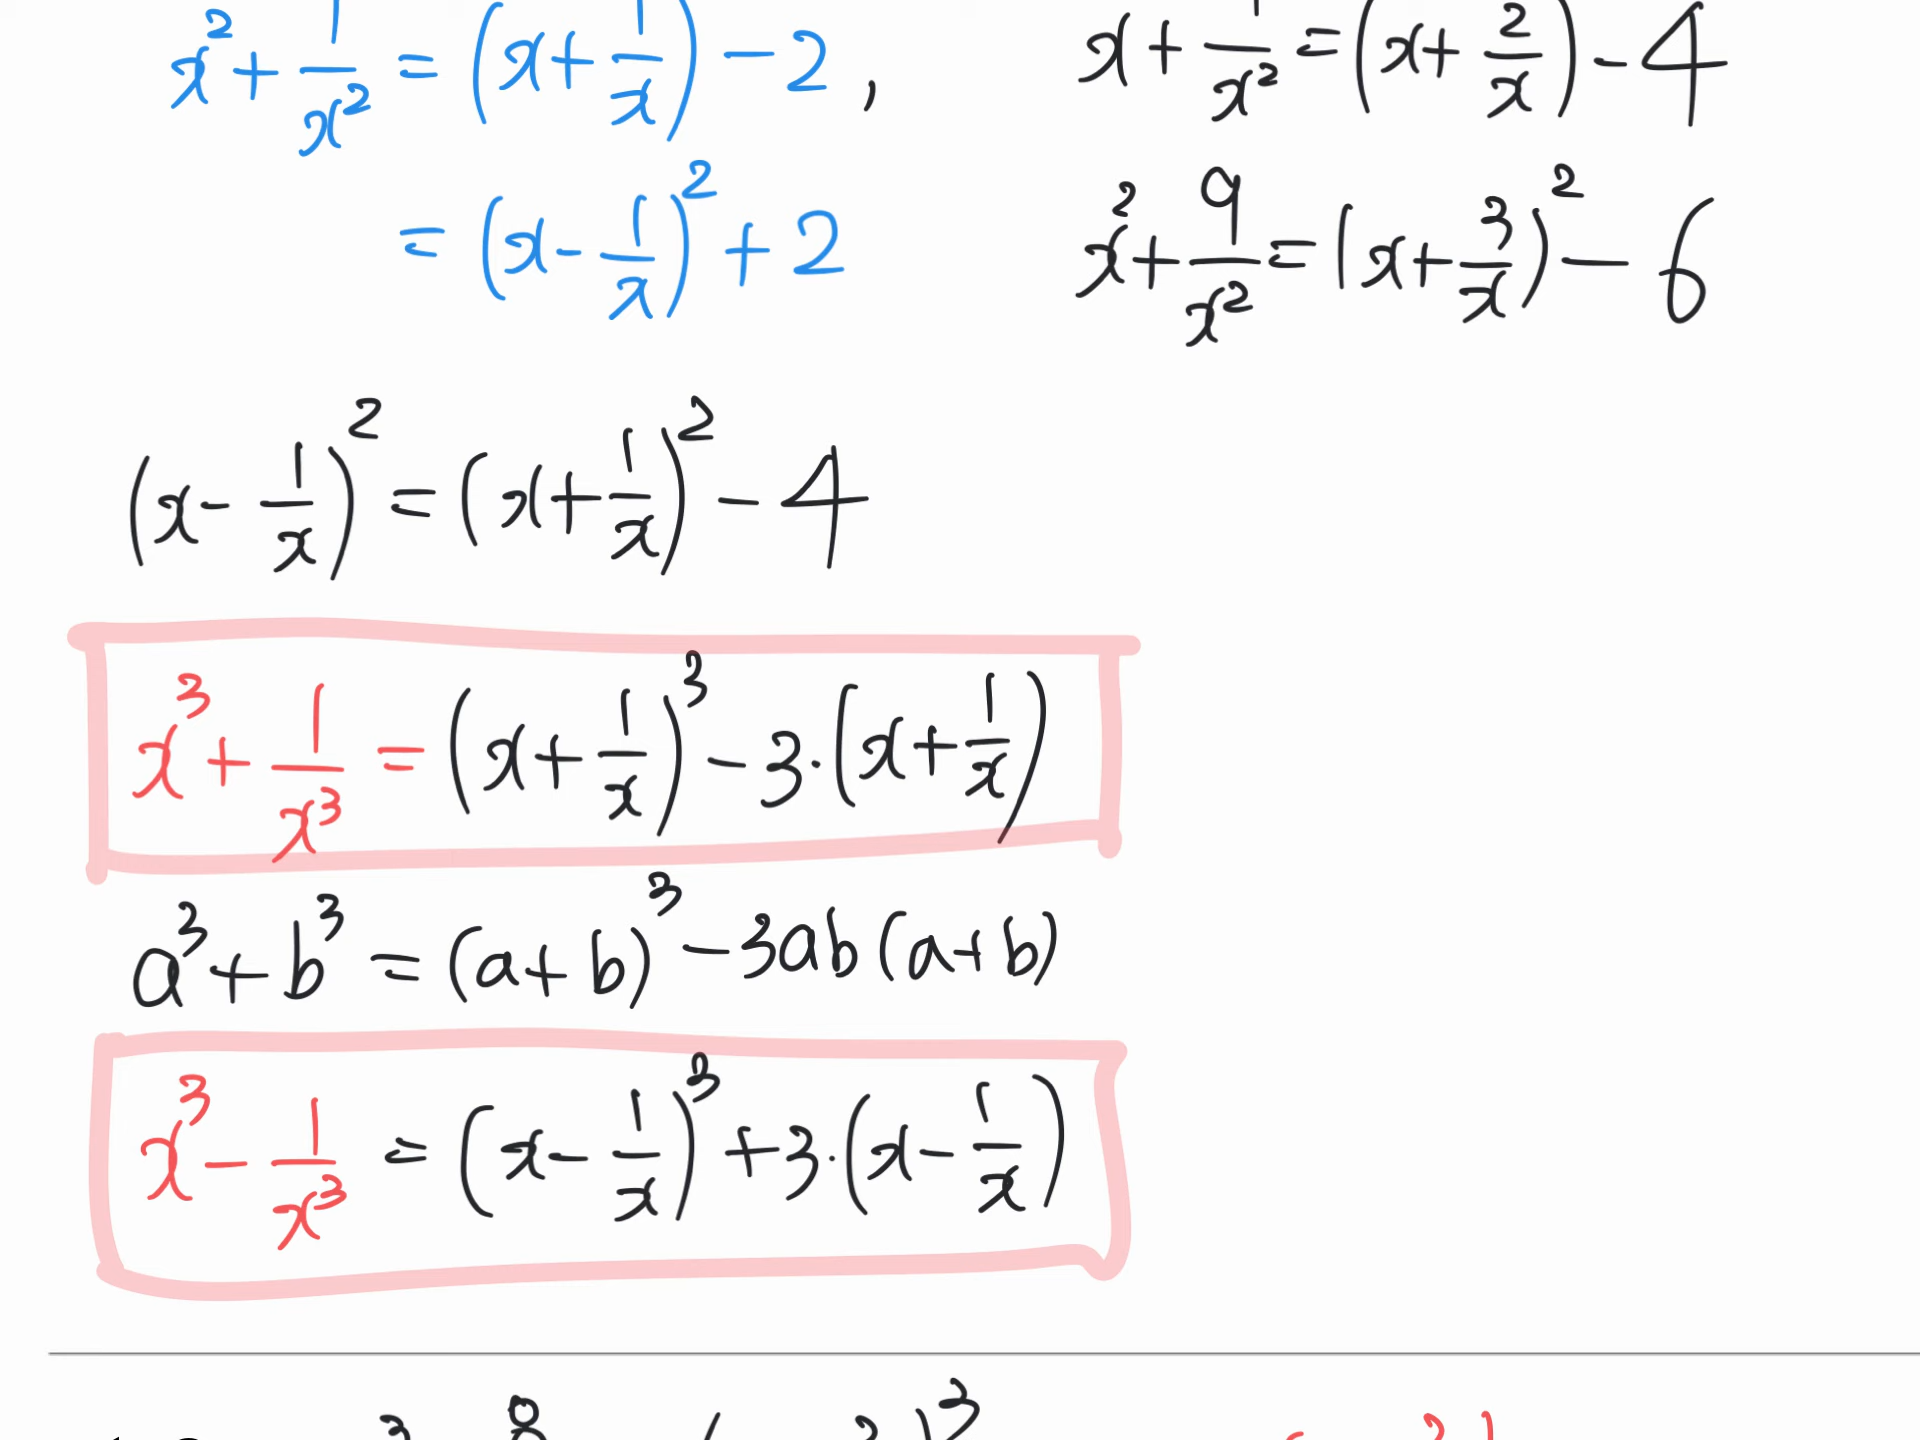 x² + 1/x² = (x + 1/x) - 2 ,
= (x - 1/x)² + 2
x + 1/x² = (x + 2/x) - 4
x² + 9/x² = (x + 3/x)² - 6
(x - 1/x)² = (x + 1/x)² - 4
x³ + 1/x³ = (x + 1/x)³ - 3·(x + 1/x)
a³ + b³ = (a+b)³ - 3ab(a+b)
x³ - 1/x³ = (x - 1/x)³ + 3·(x - 1/x)